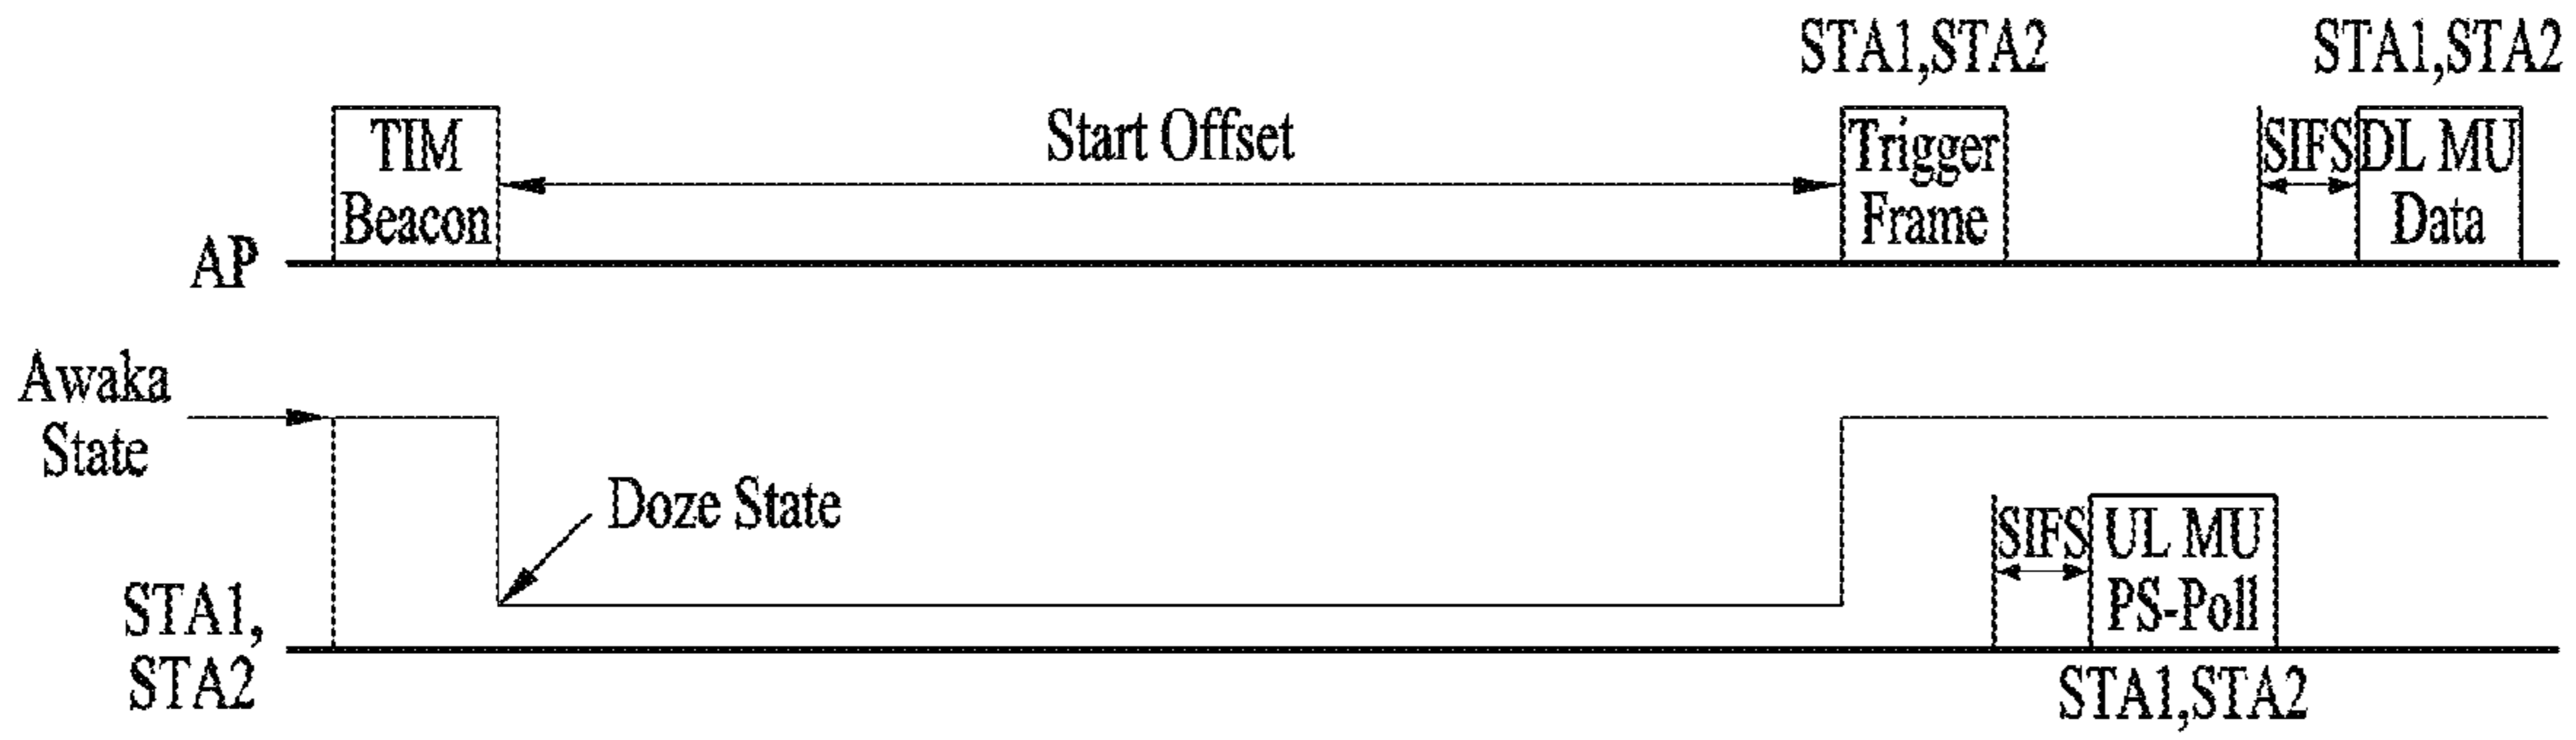 STA1,STA2
STA1,STA2
TIM
Beacon
Start Offset
Trigger
Frame
SIFS
DL MU
Data
AP
Awaka
State
Doze State
SIFS
UL MU
PS-Poll
STA1,
STA2
STA1,STA2